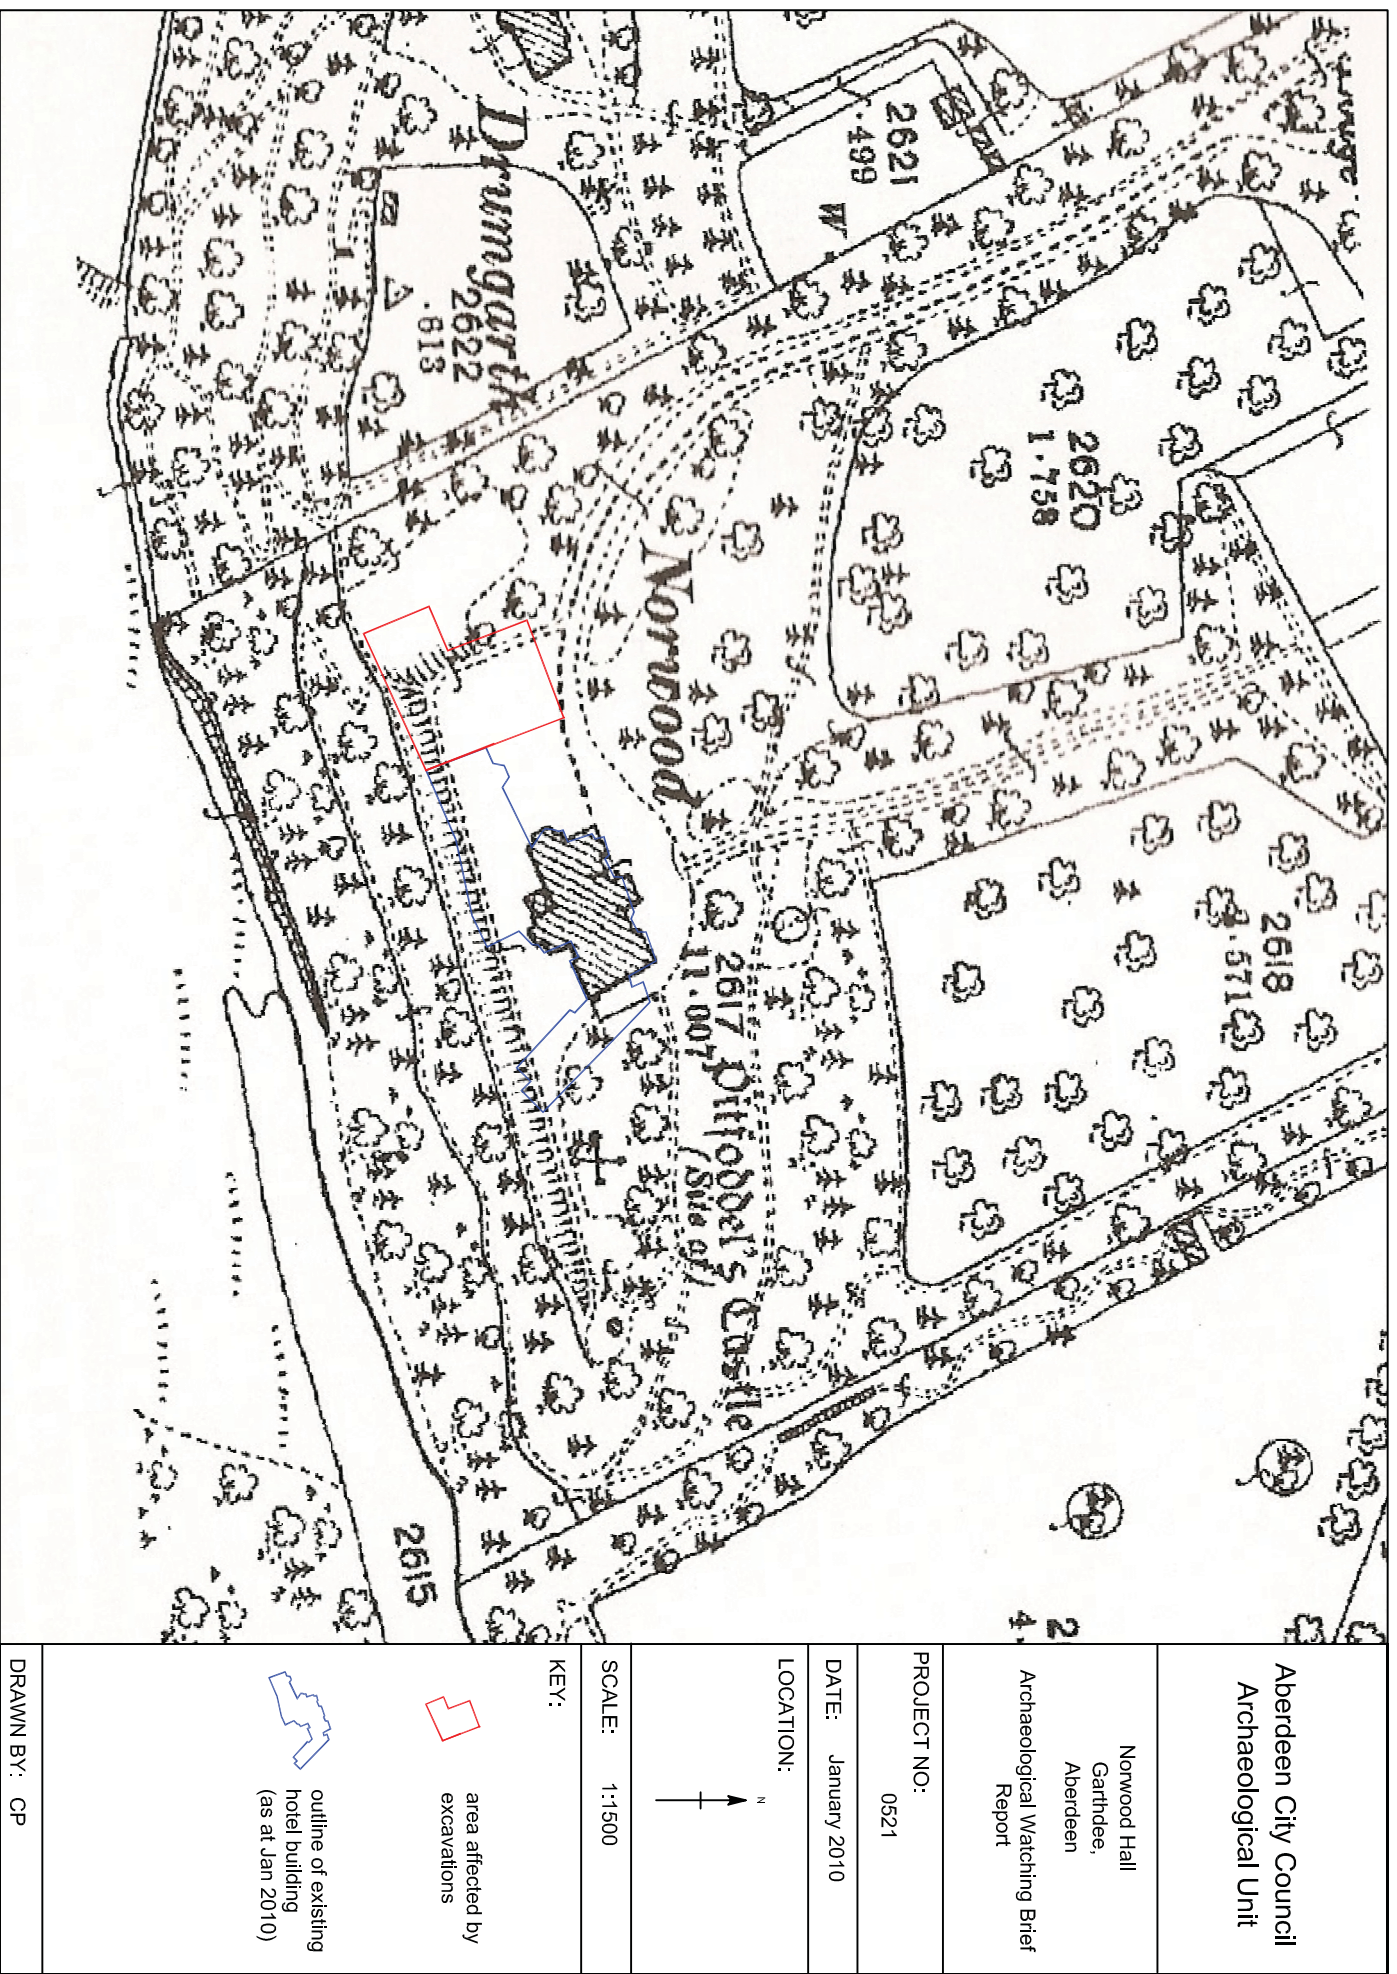 Drumgarth
2622
.613
2621
.499
W
2620
1.758
Norwood
2618
.571
2617
11.007
Pitfoddel's Castle
(Site of)
2615
Aberdeen City Council
Archaeological Unit
Norwood Hall
Garthdee,
Aberdeen
Archaeological Watching Brief
Report
PROJECT NO:
0521
DATE: January 2010
LOCATION:
N
SCALE: 1:1500
KEY:
area affected by
excavations
outline of existing
hotel building
(as at Jan 2010)
DRAWN BY: CP